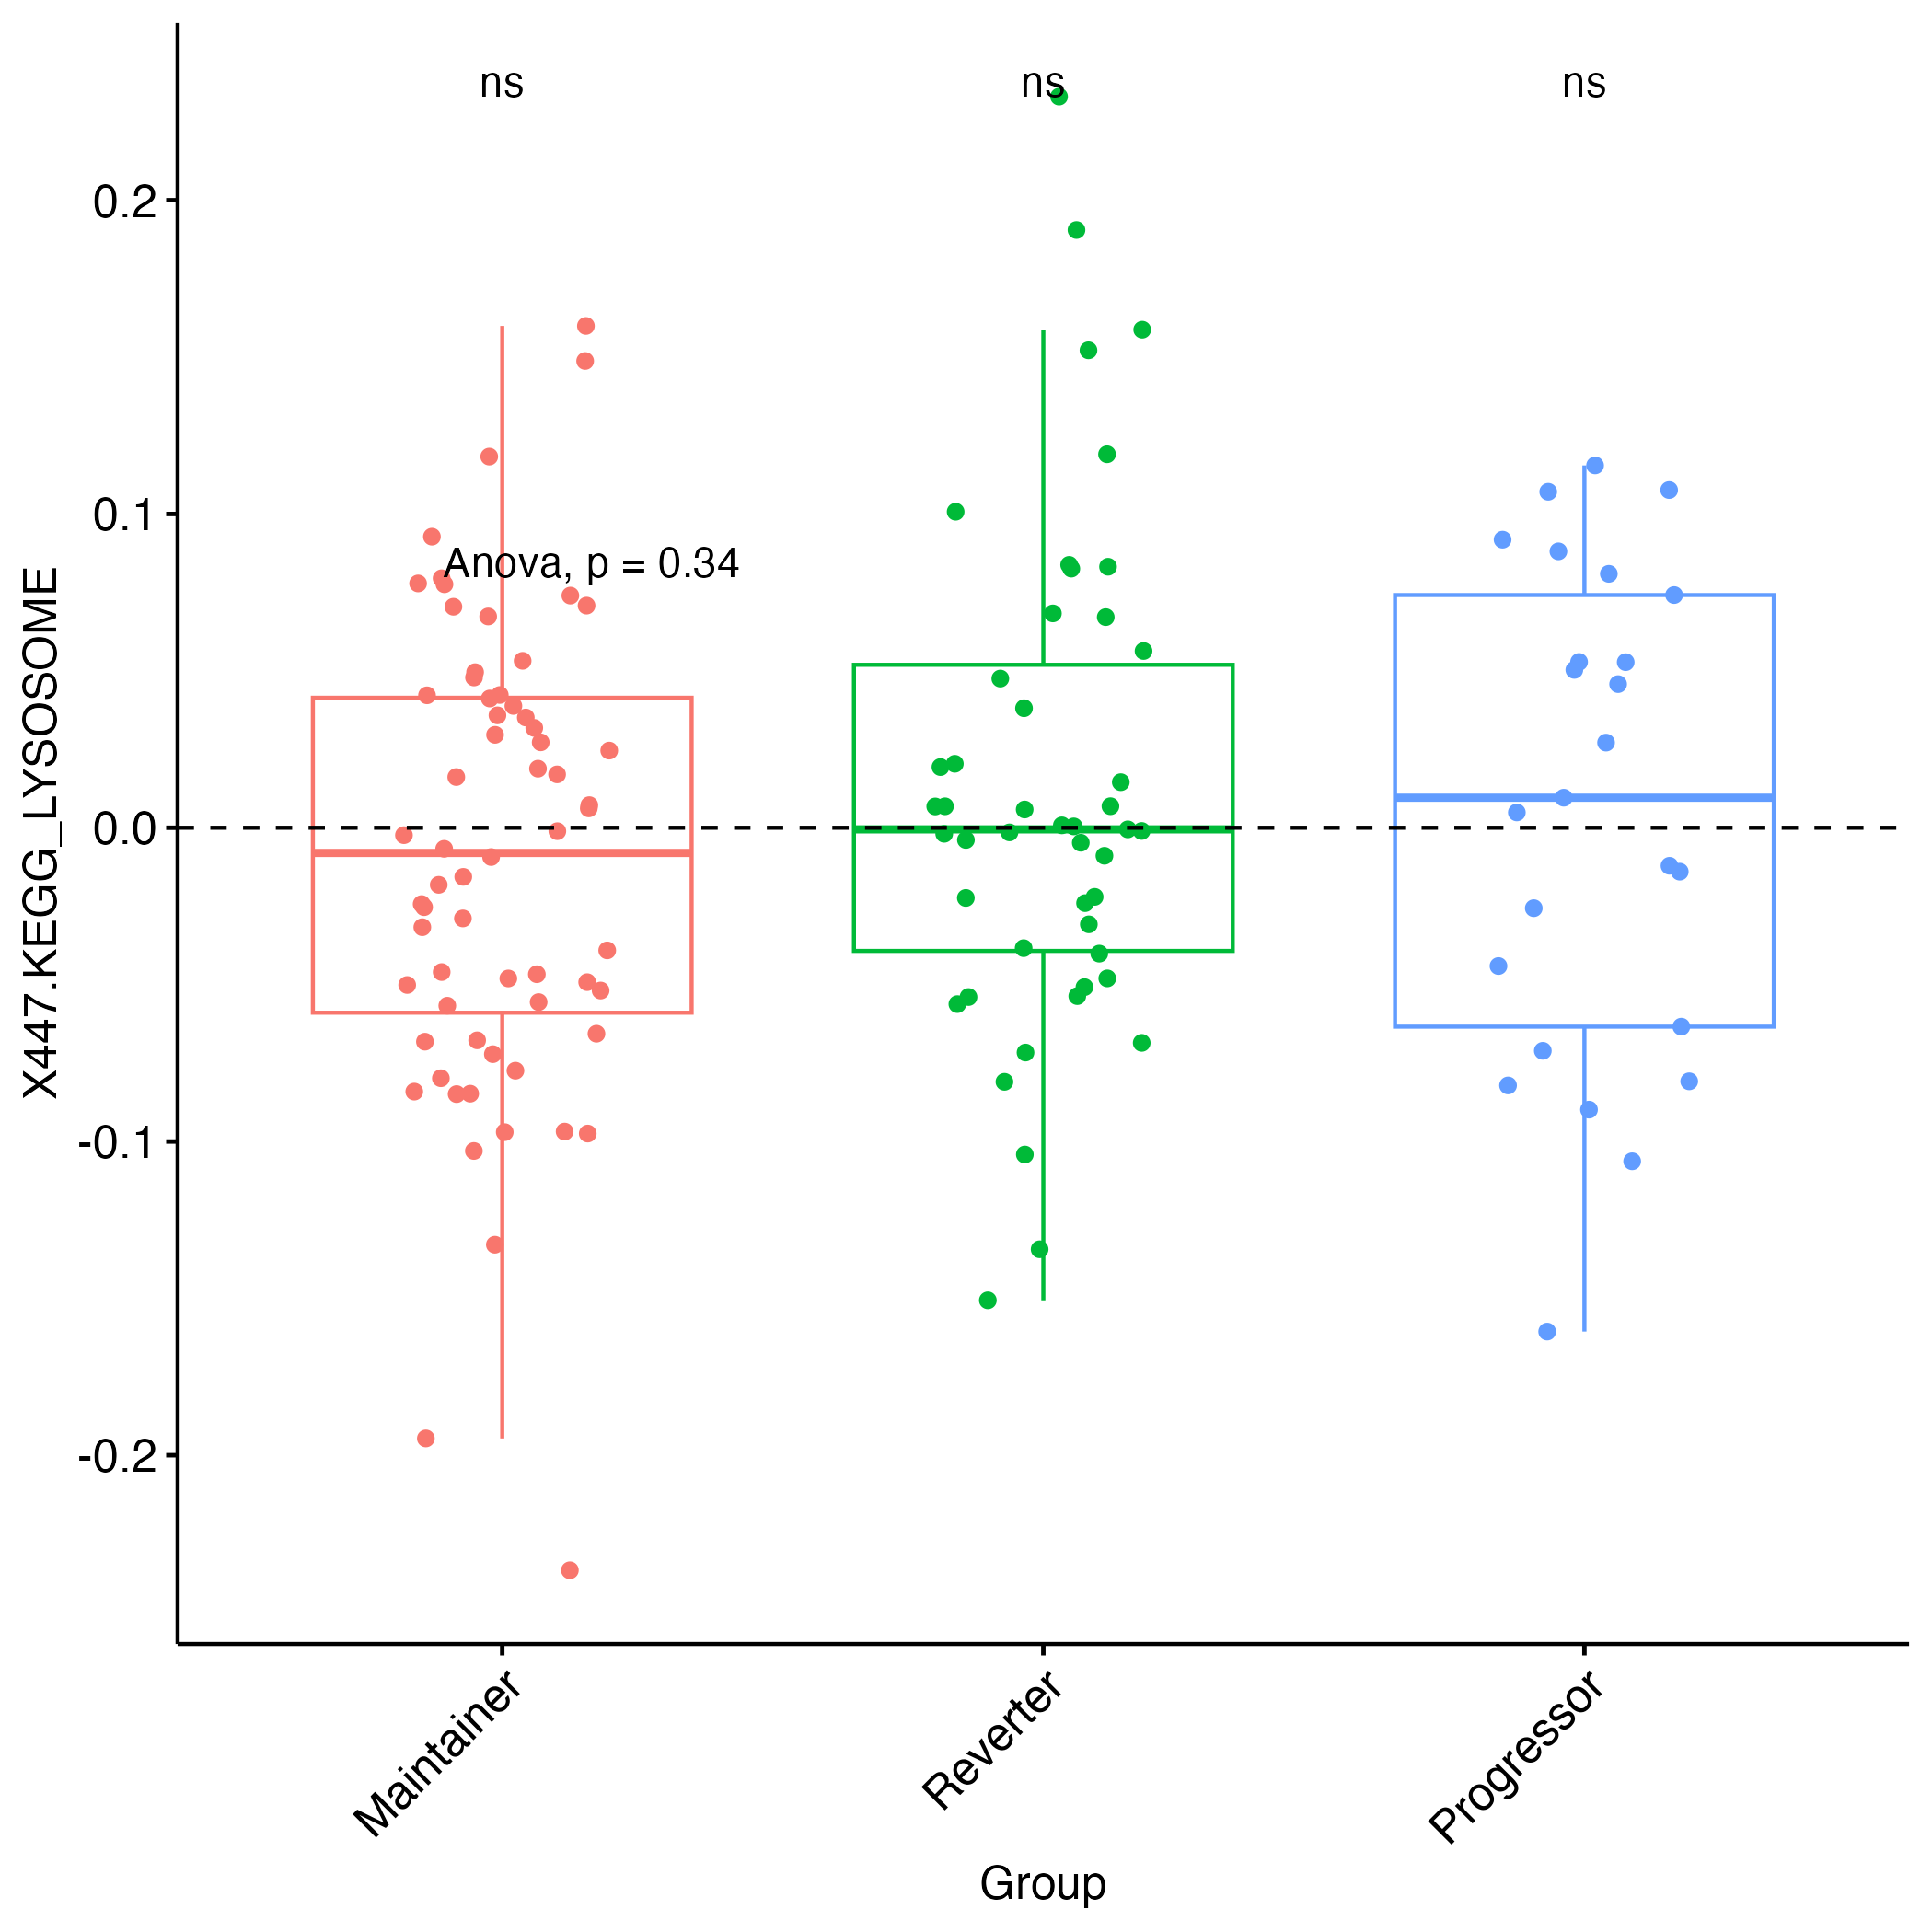 ns ns ns
Anova, p = 0.34
0.2
0.1
0.0
-0.1
-0.2
X447.KEGG_LYSOSOME
Maintainer
Reverter
Progressor
Group